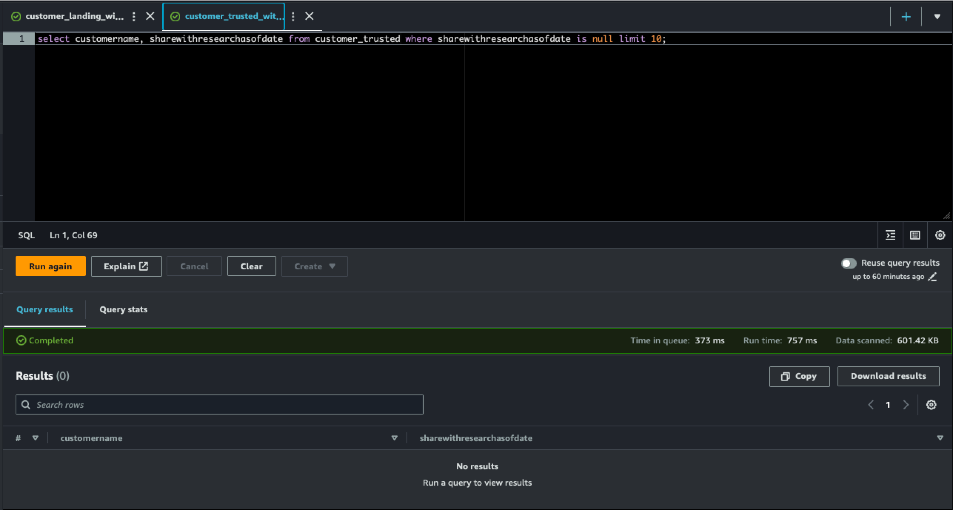 customer_landing_wi...
customer_trusted_wit...
1 select customername, sharewithresearchasofdate from customer_trusted where sharewithresearchasofdate is null limit 10;
SQL Ln 1, Col 69
Run again Explain Cancel Clear Create
Reuse query results
up to 60 minutes ago
Query results Query stats
Completed Time in queue: 373 ms Run time: 757 ms Data scanned: 601.42 KB
Results (0) Copy Download results
Search rows 1
# customername sharewithresearchasofdate
No results
Run a query to view results